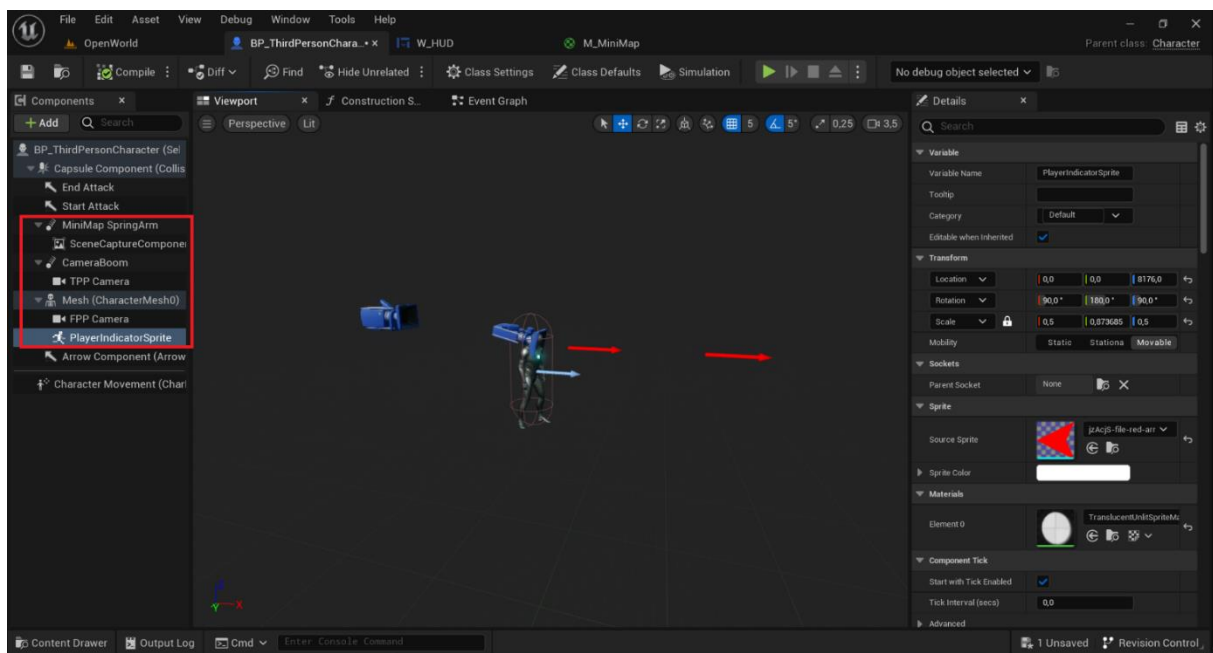 File Edit Asset View Debug Window Tools Help
OpenWorld BP_ThirdPersonChara...• × W_HUD M_MiniMap Parent class: Character
Compile Diff Find Hide Unrelated Class Settings Class Defaults Simulation No debug object selected
Components × Viewport × Construction S... Event Graph Details ×
+ Add Search Perspective Lit 5 5° 0,25 3,5 Search
BP_ThirdPersonCharacter (Sel
Capsule Component (Collis
End Attack
Start Attack
MiniMap SpringArm
SceneCaptureComponer
CameraBoom
TPP Camera
Mesh (CharacterMesh0)
FPP Camera
PlayerIndicatorSprite
Arrow Component (Arrow
Character Movement (Char
Variable
Variable Name PlayerIndicatorSprite
Tooltip
Category Default
Editable when Inherited
Transform
Location 0,0 0,0 8176,0
Rotation 90,0° 180,0° 90,0°
Scale 0,5 0,873685 0,5
Mobility Static Stationa Movable
Sockets
Parent Socket None
Sprite
Source Sprite jzAcjS-file-red-arr
Sprite Color
Materials
Element 0 TranslucentUnlitSpriteMa
Component Tick
Start with Tick Enabled
Tick Interval (secs) 0,0
Advanced
Z
Y X
Content Drawer Output Log Cmd Enter Console Command 1 Unsaved Revision Control